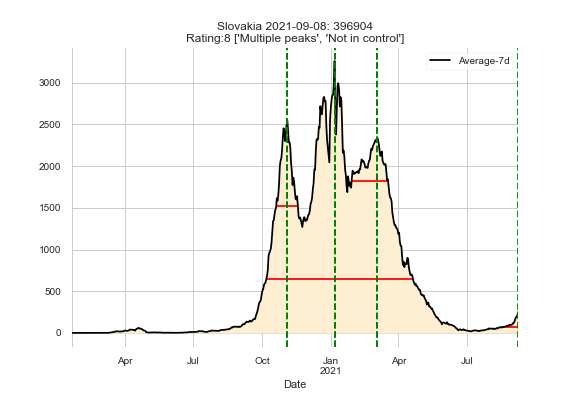 Slovakia 2021-09-08: 396904
Rating:8 ['Multiple peaks', 'Not in control']
Average-7d
3000
2500
2000
1500
1000
500
0
Apr
Jul
Oct
Jan
2021
Apr
Jul
Date